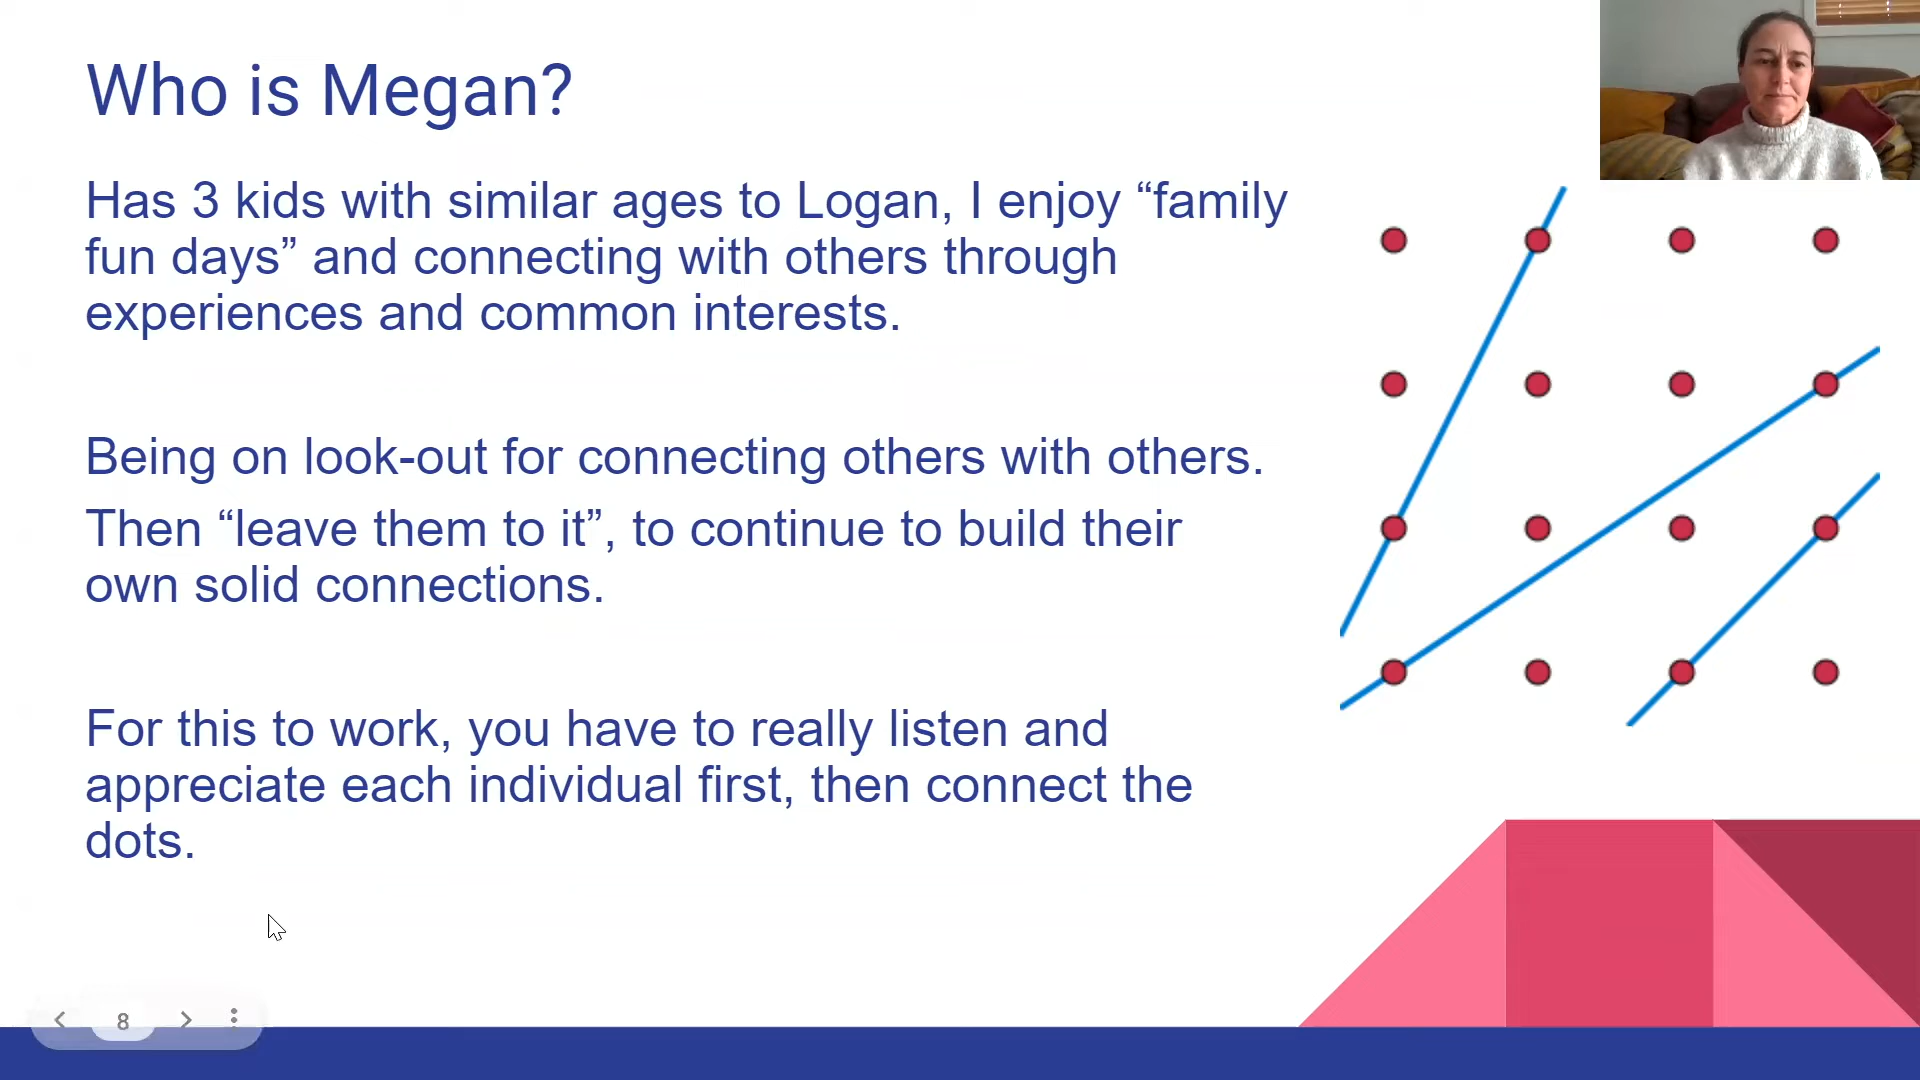 Who is Megan?
Has 3 kids with similar ages to Logan, I enjoy “family
fun days” and connecting with others through
experiences and common interests.
Being on look-out for connecting others with others.
Then “leave them to it”, to continue to build their
own solid connections.
For this to work, you have to really listen and
appreciate each individual first, then connect the
dots.
8